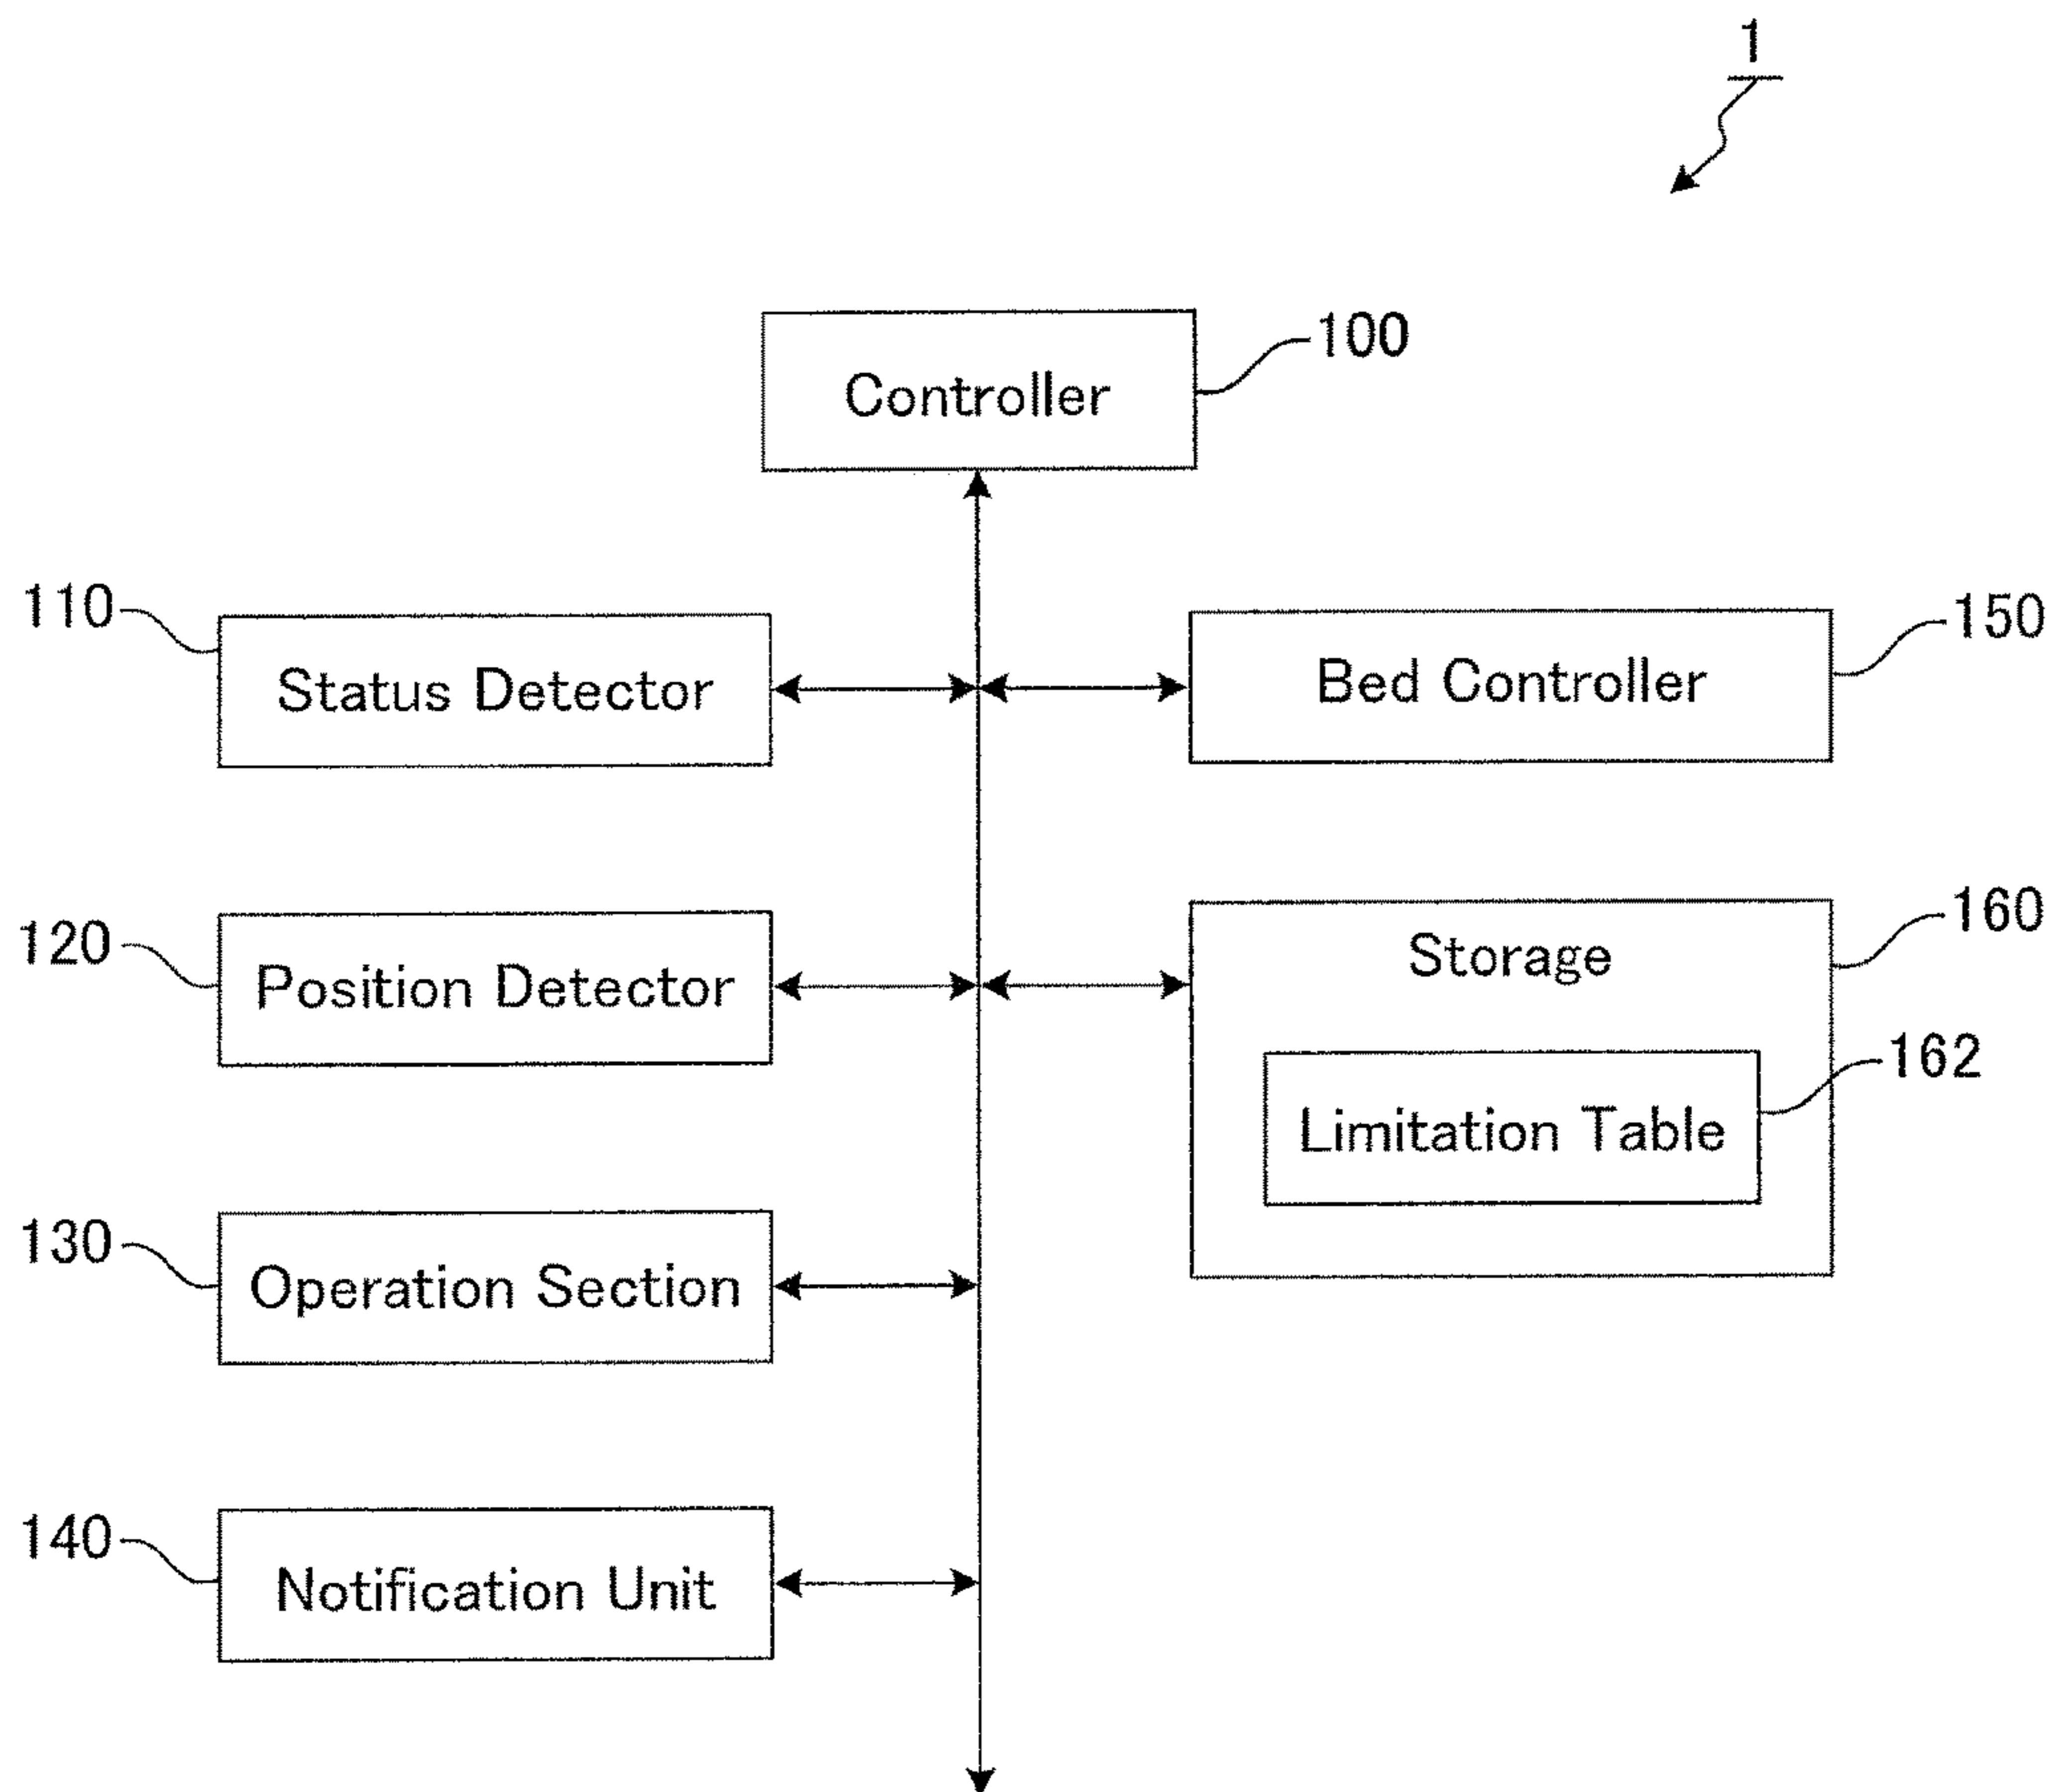 1
100
Controller
110
Status Detector
150
Bed Controller
120
Position Detector
160
Storage
162
Limitation Table
130
Operation Section
140
Notification Unit